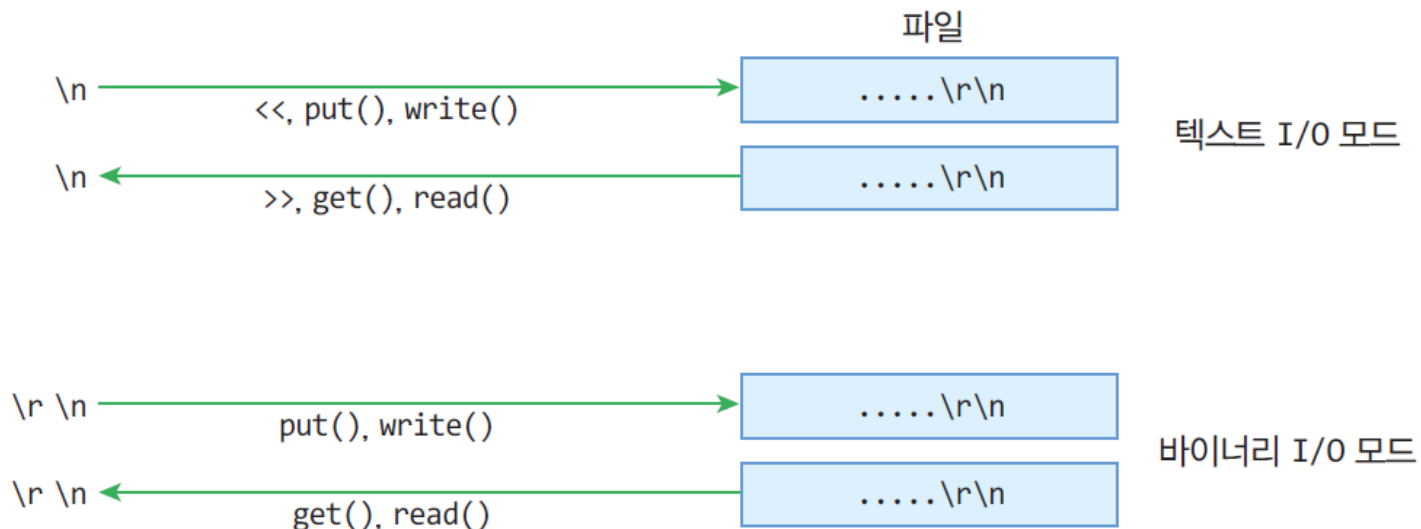 파일
\n
<<, put(), write()
.....\r\n
\n
>>, get(), read()
.....\r\n
텍스트 I/O 모드
\r \n
put(), write()
.....\r\n
\r \n
get(), read()
.....\r\n
바이너리 I/O 모드